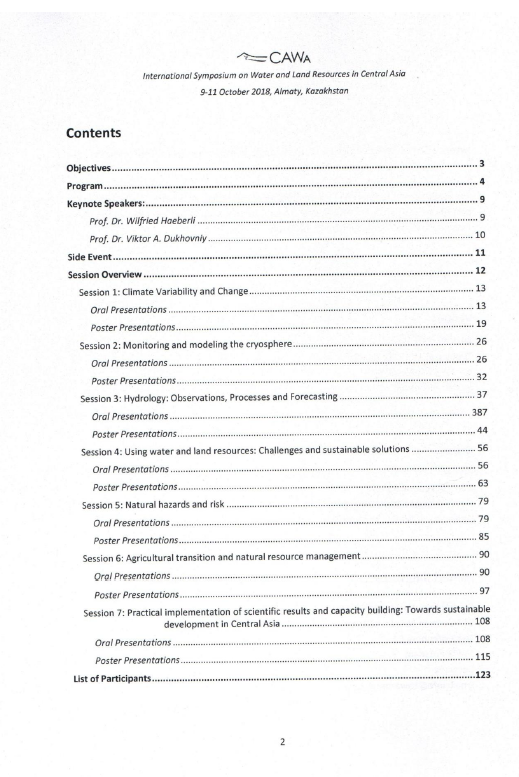 CAWa
International Symposium on Water and Land Resources in Central Asia
9-11 October 2018, Almaty, Kazakhstan
Contents
Objectives 3
Program 4
Keynote Speakers: 9
Prof. Dr. Wilfried Haeberli 9
Prof. Dr. Viktor A. Dukhovniy 10
Side Event 11
Session Overview 12
Session 1: Climate Variability and Change 13
Oral Presentations 13
Poster Presentations 19
Session 2: Monitoring and modeling the cryosphere 26
Oral Presentations 26
Poster Presentations 32
Session 3: Hydrology: Observations, Processes and Forecasting 37
Oral Presentations 387
Poster Presentations 44
Session 4: Using water and land resources: Challenges and sustainable solutions 56
Oral Presentations 56
Poster Presentations 63
Session 5: Natural hazards and risk 79
Oral Presentations 79
Poster Presentations 85
Session 6: Agricultural transition and natural resource management 90
Oral Presentations 90
Poster Presentations 97
Session 7: Practical implementation of scientific results and capacity building: Towards sustainable
development in Central Asia 108
Oral Presentations 108
Poster Presentations 115
List of Participants 123
2